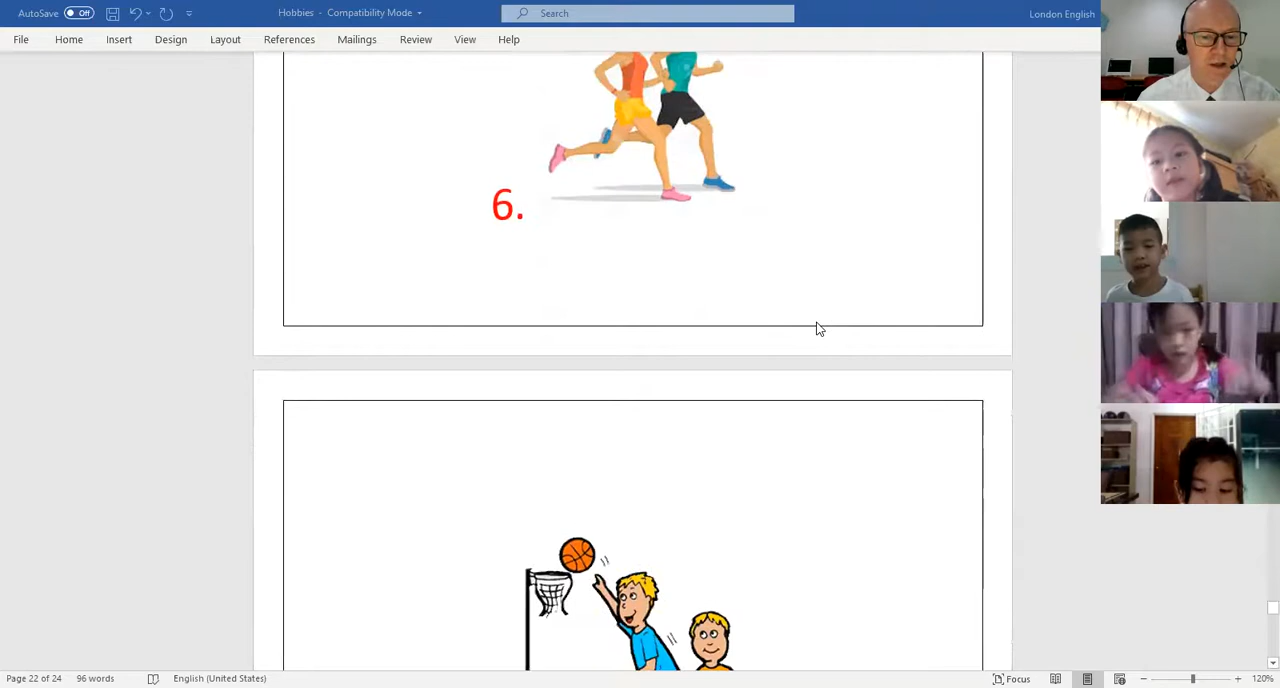 AutoSave Off Hobbies - Compatibility Mode Search London English
File Home Insert Design Layout References Mailings Review View Help
6.
Page 22 of 24 96 words English (United States) Focus 120%